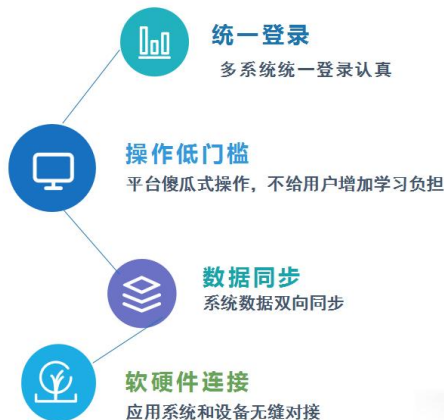 统一登录
多系统统一登录认真
操作低门槛
平台傻瓜式操作，不给用户增加学习负担
数据同步
系统数据双向同步
软硬件连接
应用系统和设备无缝对接